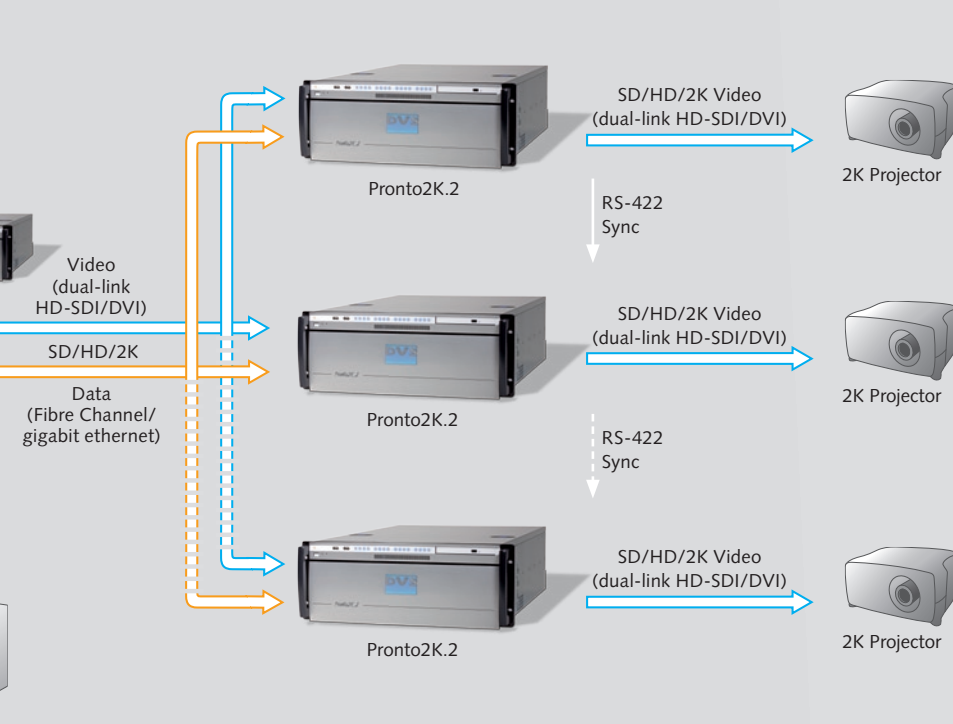 SD/HD/2K Video
(dual-link HD-SDI/DVI)
DVS
Pronto2K.2
2K Projector
RS-422
Sync
Video
(dual-link
HD-SDI/DVI)
SD/HD/2K
Data
(Fibre Channel/
gigabit ethernet)
SD/HD/2K Video
(dual-link HD-SDI/DVI)
DVS
Pronto2K.2
2K Projector
RS-422
Sync
SD/HD/2K Video
(dual-link HD-SDI/DVI)
DVS
Pronto2K.2
2K Projector